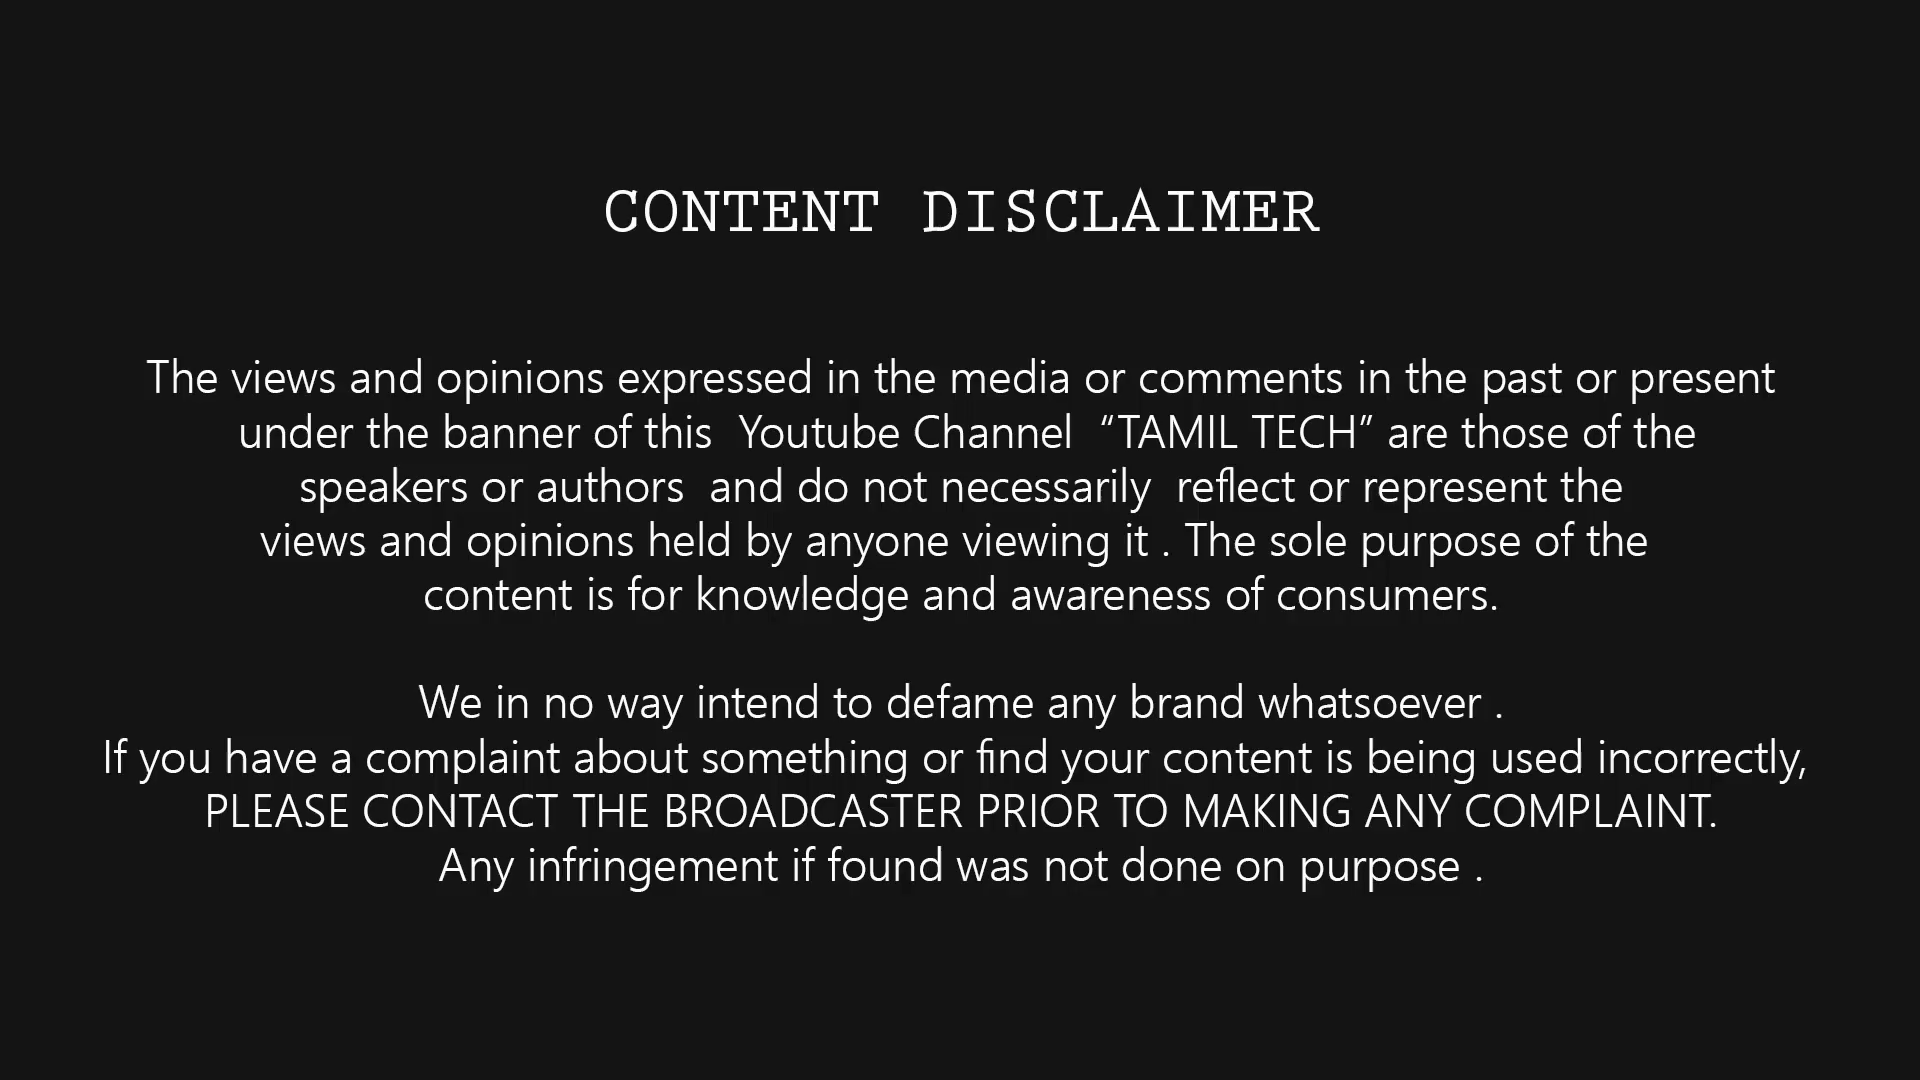 CONTENT DISCLAIMER
The views and opinions expressed in the media or comments in the past or present
under the banner of this  Youtube Channel  “TAMIL TECH” are those of the
speakers or authors  and do not necessarily  reflect or represent the
views and opinions held by anyone viewing it . The sole purpose of the
content is for knowledge and awareness of consumers.
We in no way intend to defame any brand whatsoever .
If you have a complaint about something or find your content is being used incorrectly,
PLEASE CONTACT THE BROADCASTER PRIOR TO MAKING ANY COMPLAINT.
Any infringement if found was not done on purpose .